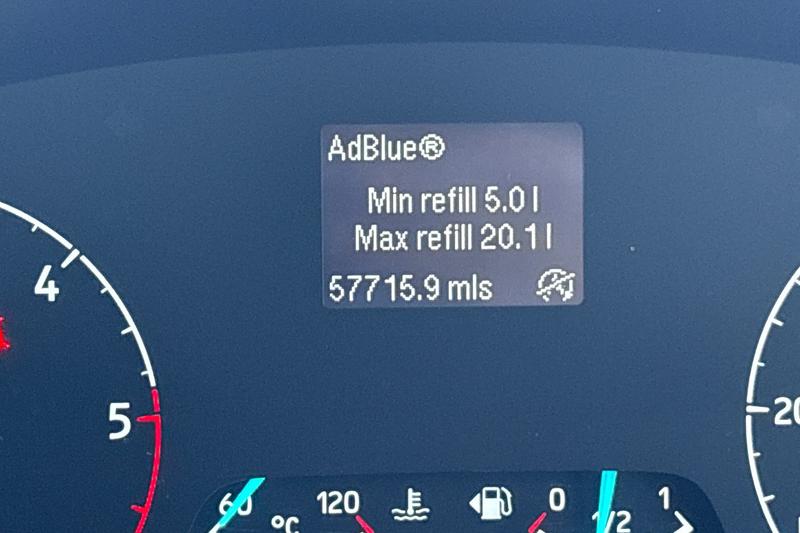 AdBlue®
Min refill 5.0 l
Max refill 20.1 l
57715.9 mls
4
5
20
60
120
°C
0
1/2
1